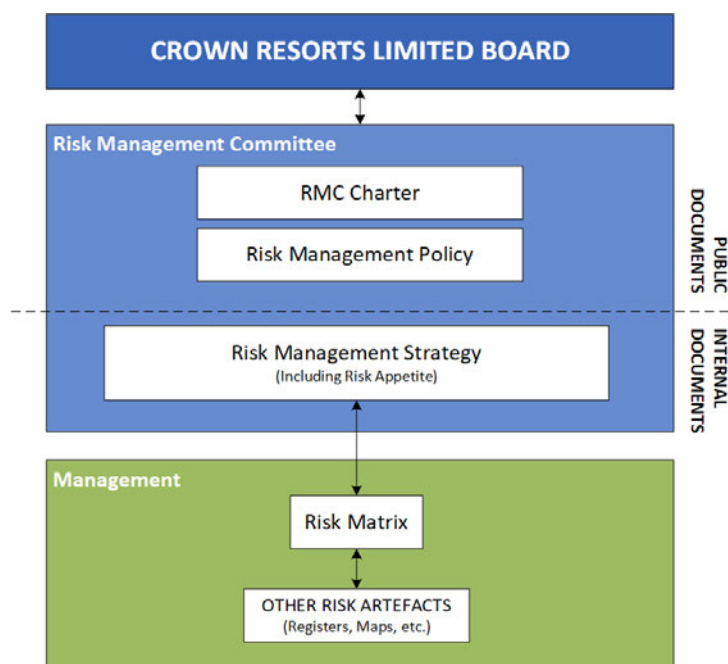 CROWN RESORTS LIMITED BOARD
Risk Management Committee
RMC Charter
Risk Management Policy
PUBLIC
DOCUMENTS
Risk Management Strategy
(Including Risk Appetite)
INTERNAL
DOCUMENTS
Management
Risk Matrix
OTHER RISK ARTEFACTS
(Registers, Maps, etc.)